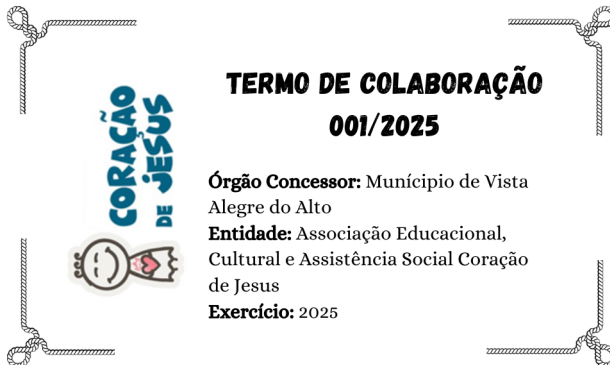 CORAÇÃO
DE JESUS
TERMO DE COLABORAÇÃO
001/2025
Órgão Concessor: Munícipio de Vista
Alegre do Alto
Entidade: Associação Educacional,
Cultural e Assistência Social Coração
de Jesus
Exercício: 2025